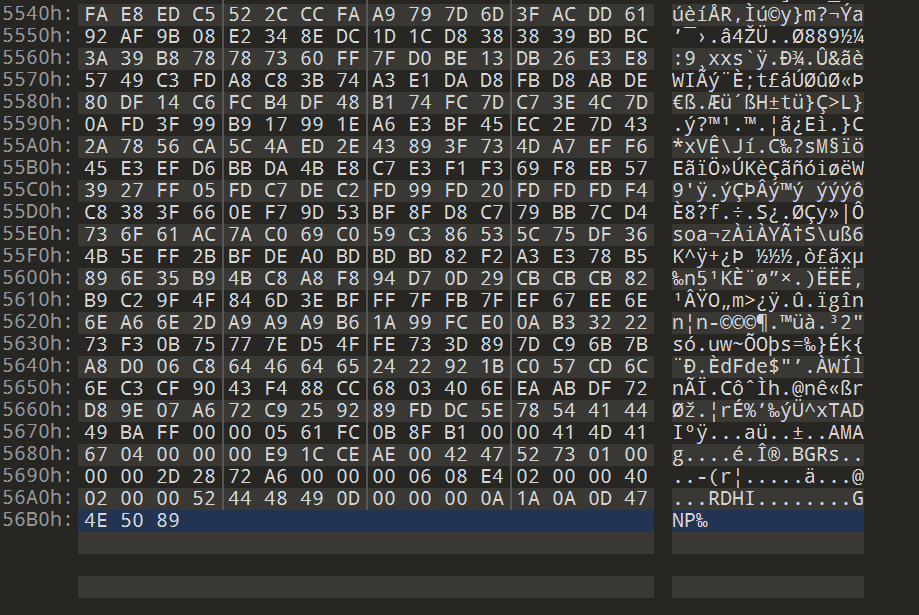 5540h: FA E8 ED C5 52 2C CC FA A9 79 7D 6D 3F AC DD 61 úèíÅR,Ìú©y}m?¬Ýa
5550h: 92 AF 9B 08 E2 34 8E DC 1D 1C D8 38 38 39 BD BC ’¯›.â4ŽÜ..Ø889½¼
5560h: 3A 39 B8 78 78 73 60 FF 7F D0 BE 13 DB 26 E3 E8 :9¸xxs`ÿ.Ð¾.Û&ãè
5570h: 57 49 C3 FD A8 C8 3B 74 A3 E1 DA D8 FB D8 AB DE WIÃý¨È;t£áÚØûØ«Þ
5580h: 80 DF 14 C6 FC B4 DF 48 B1 74 FC 7D C7 3E 4C 7D €ß.Æü´ßH±tü}Ç>L}
5590h: 0A FD 3F 99 B9 17 99 1E A6 E3 BF 45 EC 2E 7D 43 .ý?™¹.™.¦ã¿Eì.}C
55A0h: 2A 78 56 CA 5C 4A ED 2E 43 89 3F 73 4D A7 EF F6 *xVÊ\Jí.C‰?sM§ïö
55B0h: 45 E3 EF D6 BB DA 4B E8 C7 E3 F1 F3 69 F8 EB 57 EãïÖ»ÚKèÇãñóiøëW
55C0h: 39 27 FF 05 FD C7 DE C2 FD 99 FD 20 FD FD FD F4 9'ÿ.ýÇÞÂý™ý ýýýô
55D0h: C8 38 3F 66 0E F7 9D 53 BF 8F D8 C7 79 BB 7C D4 È8?f.÷.S¿.ØÇy»|Ô
55E0h: 73 6F 61 AC 7A C0 69 C0 59 C3 86 53 5C 75 DF 36 soa¬zÀiÀYÃ†S\uß6
55F0h: 4B 5E FF 2B BF DE A0 BD BD BD 82 F2 A3 E3 78 B5 K^ÿ+¿Þ ½½½‚ò£ãxµ
5600h: 89 6E 35 B9 4B C8 A8 F8 94 D7 0D 29 CB CB CB 82 ‰n5¹KÈ¨ø”×.)ËËË‚
5610h: B9 C2 9F 4F 84 6D 3E BF FF 7F FB 7F EF 67 EE 6E ¹ÂŸO„m>¿ÿ.û.ïgîn
5620h: 6E A6 6E 2D A9 A9 A9 B6 1A 99 FC E0 0A B3 32 22 n¦n-©©©¶.™üà.³2"
5630h: 73 F3 0B 75 77 7E D5 4F FE 73 3D 89 7D C9 6B 7B só.uw~ÕOþs=‰}Ék{
5640h: A8 D0 06 C8 64 46 64 65 24 22 92 1B C0 57 CD 6C ¨Ð.ÈdFde$"’.ÀWÍl
5650h: 6E C3 CF 90 43 F4 88 CC 68 03 40 6E EA AB DF 72 nÃÏ.CôˆÌh.@nê«ßr
5660h: D8 9E 07 A6 72 C9 25 92 89 FD DC 5E 78 54 41 44 Øž.¦rÉ%’‰ýÜ^xTAD
5670h: 49 BA FF 00 00 05 61 FC 0B 8F B1 00 00 41 4D 41 Iºÿ...aü..±..AMA
5680h: 67 04 00 00 00 E9 1C CE AE 00 42 47 52 73 01 00 g....é.Î®.BGRs..
5690h: 00 00 2D 28 72 A6 00 00 00 06 08 E4 02 00 00 40 ..-(r¦.....ä...@
56A0h: 02 00 00 52 44 48 49 0D 00 00 00 0A 1A 0A 0D 47 ...RDHI........G
56B0h: 4E 50 89 NP‰